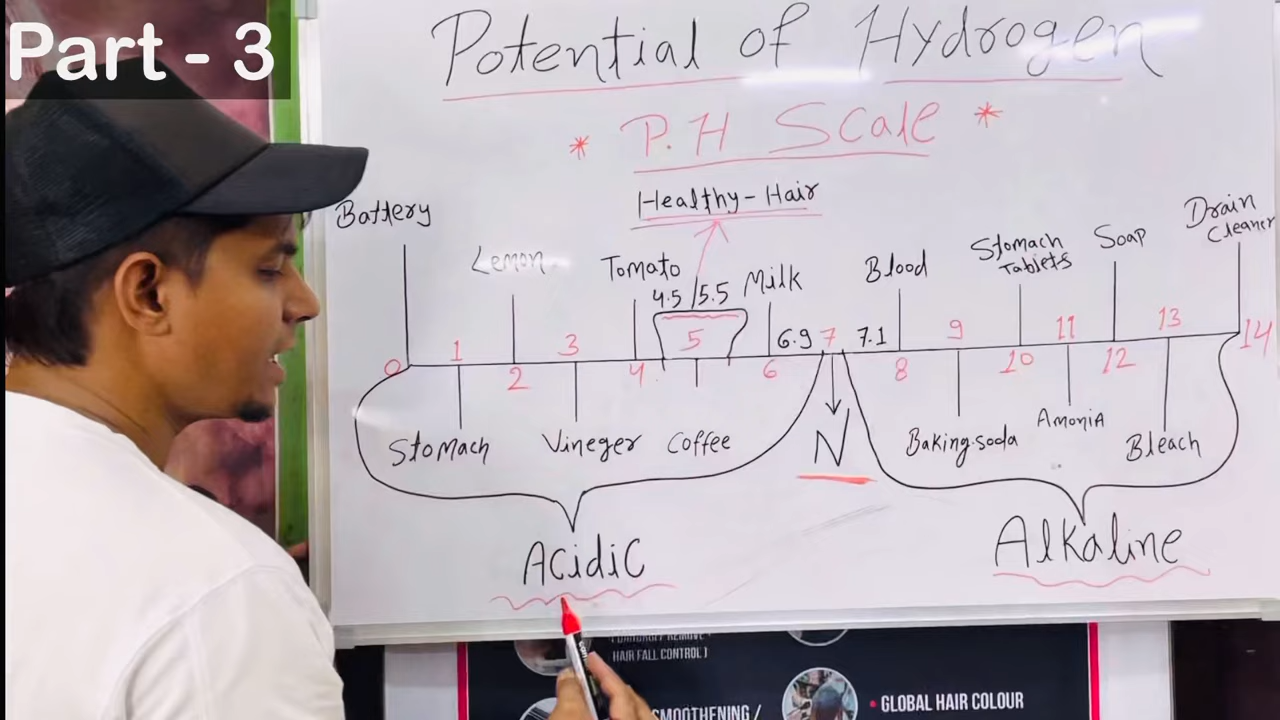 Part - 3
Potential of Hydrogen
* P.H Scale *
Healthy-Hair
Battery
Lemon
Tomato
4.5/5.5
Milk
Blood
Stomach
Tablets
Soap
Drain
Cleaner
0 1 2 3 4 5 6 6.9 7 7.1 8 9 10 11 12 13 14
Stomach
Vineger
Coffee
N
Baking-soda
Amonia
Bleach
Acidic
Alkaline
HAIR FALL CONTROL )
SMOOTHENING /
• GLOBAL HAIR COLOUR